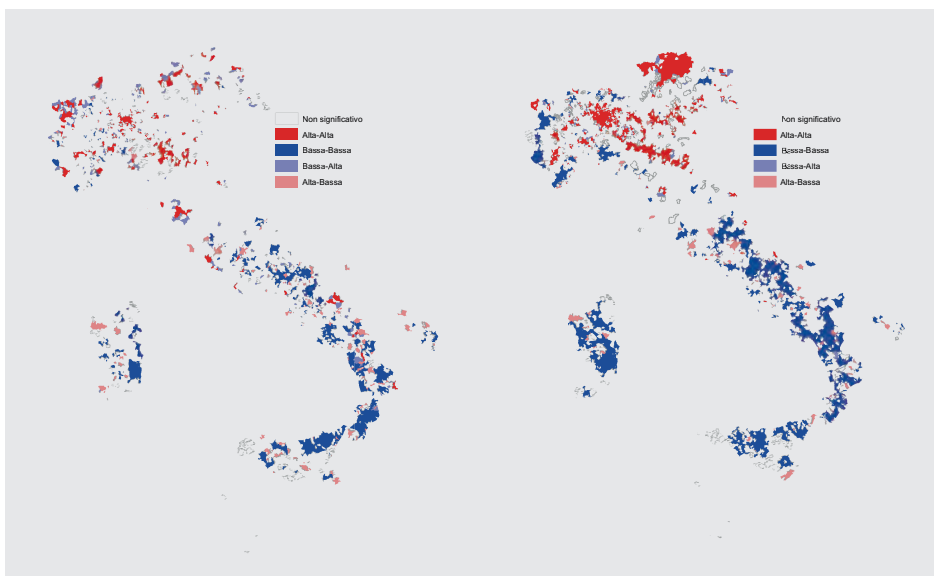 Non significativo
Alta-Alta
Bassa-Bassa
Bassa-Alta
Alta-Bassa
Non significativo
Alta-Alta
Bassa-Bassa
Bassa-Alta
Alta-Bassa